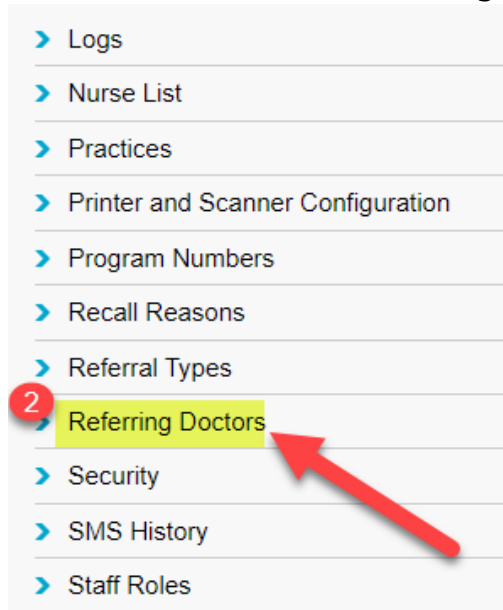 Logs
Nurse List
Practices
Printer and Scanner Configuration
Program Numbers
Recall Reasons
Referral Types
2
Referring Doctors
Security
SMS History
Staff Roles